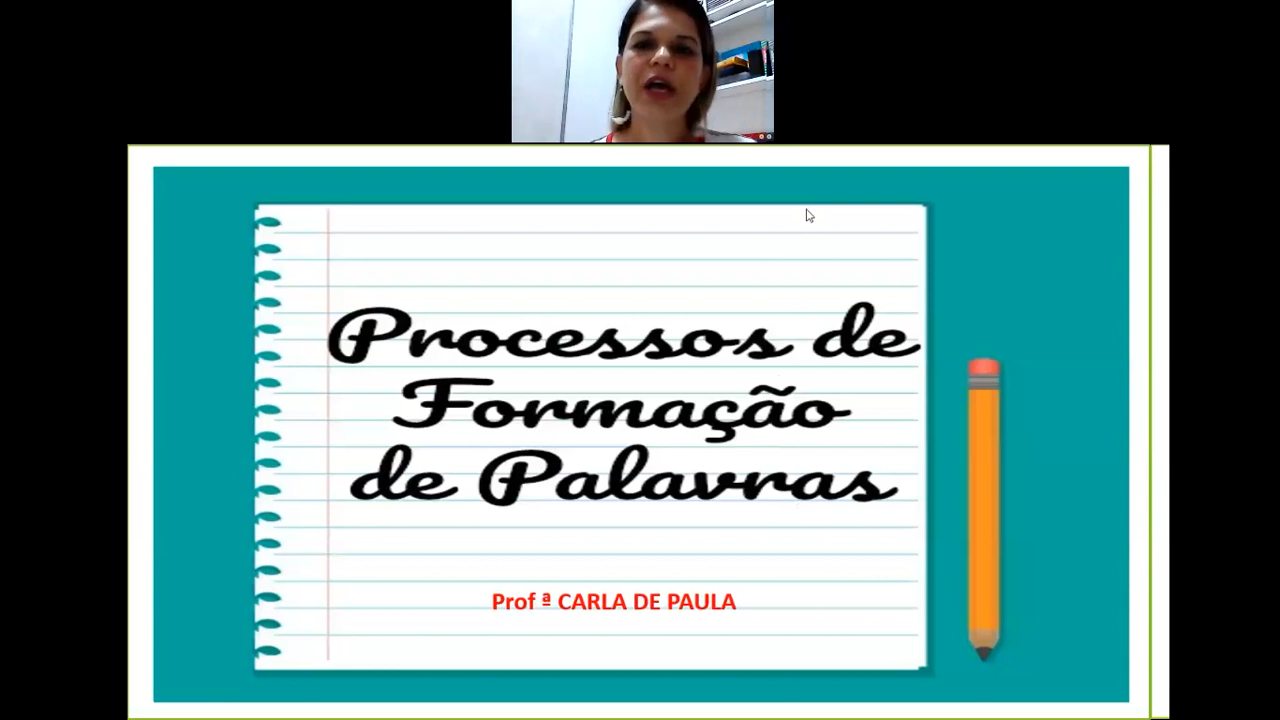 Processos de
Formação
de Palavras
Prof ª CARLA DE PAULA